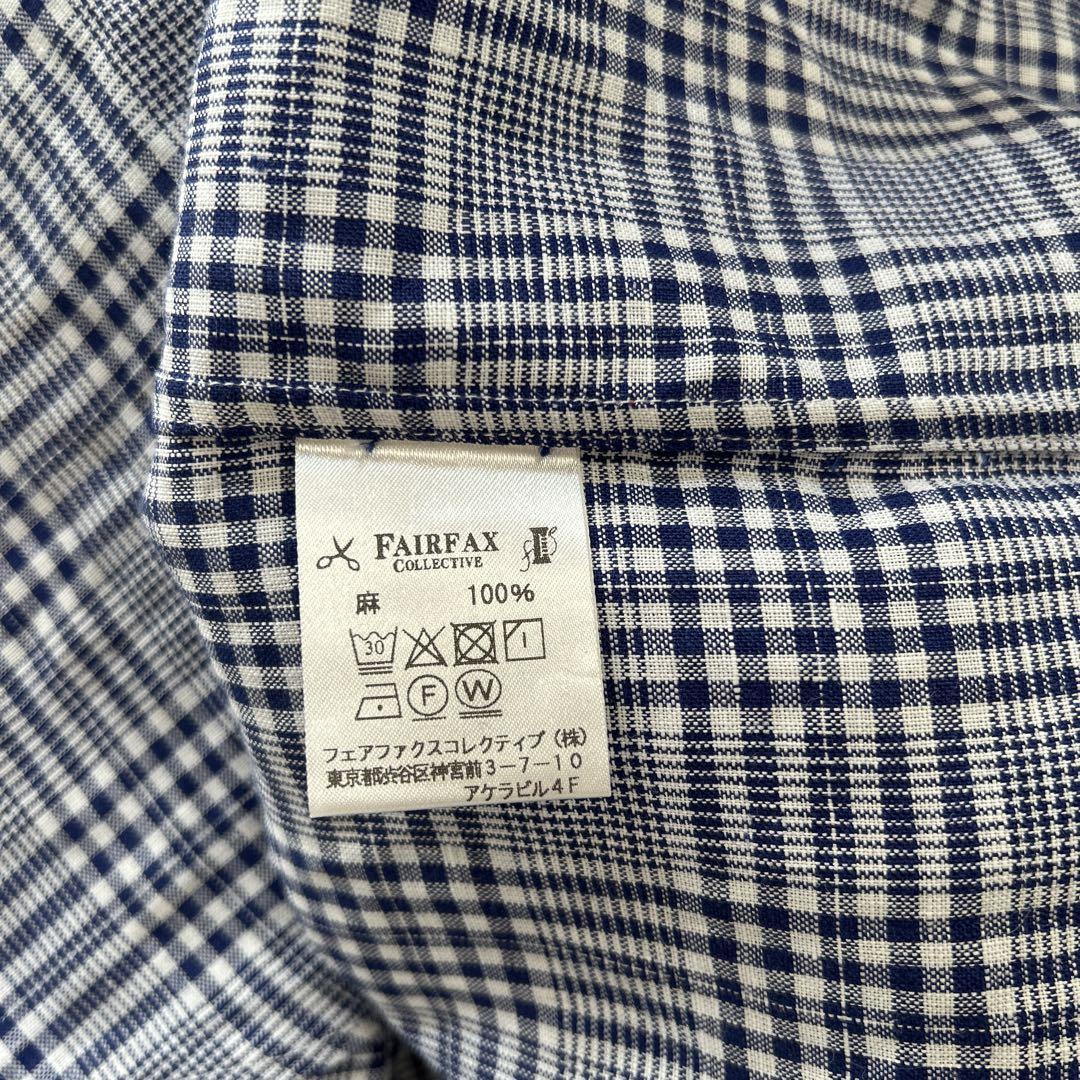 FAIRFAX
COLLECTIVE
麻 100%
30
F W
フェアファクスコレクティブ(株)
東京都渋谷区神宮前3-7-10
アケラビル4F